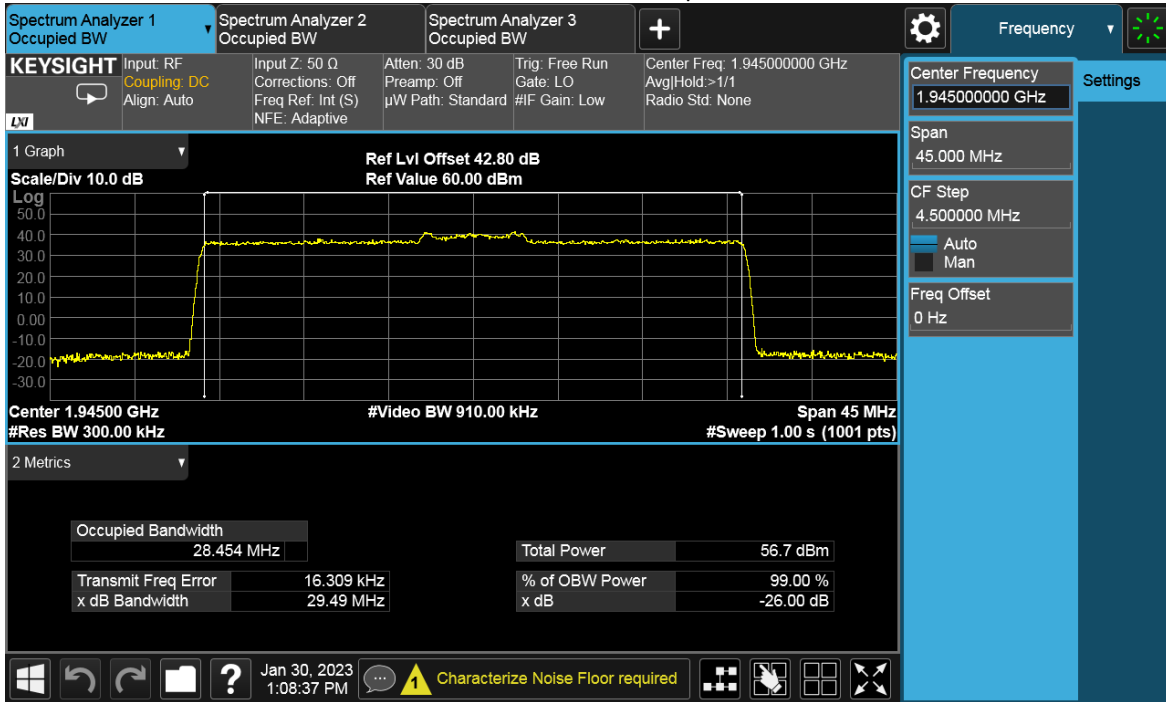 Spectrum Analyzer 1
Occupied BW
Spectrum Analyzer 2
Occupied BW
Spectrum Analyzer 3
Occupied BW
Frequency
KEYSIGHT
LXI
Input: RF
Coupling: DC
Align: Auto
Input Z: 50 Ω
Corrections: Off
Freq Ref: Int (S)
NFE: Adaptive
Atten: 30 dB
Preamp: Off
µW Path: Standard
Trig: Free Run
Gate: LO
#IF Gain: Low
Center Freq: 1.945000000 GHz
Avg|Hold:>1/1
Radio Std: None
Center Frequency
1.945000000 GHz
Settings
Span
45.000 MHz
CF Step
4.500000 MHz
Auto
Man
Freq Offset
0 Hz
1 Graph
Scale/Div 10.0 dB
Ref Lvl Offset 42.80 dB
Ref Value 60.00 dBm
Log
50.0
40.0
30.0
20.0
10.0
0.00
-10.0
-20.0
-30.0
Center 1.94500 GHz
#Res BW 300.00 kHz
#Video BW 910.00 kHz
Span 45 MHz
#Sweep 1.00 s (1001 pts)
2 Metrics
Occupied Bandwidth
28.454 MHz
Total Power 56.7 dBm
Transmit Freq Error 16.309 kHz
% of OBW Power 99.00 %
x dB Bandwidth 29.49 MHz
x dB -26.00 dB
?
Jan 30, 2023
1:08:37 PM
1
Characterize Noise Floor required